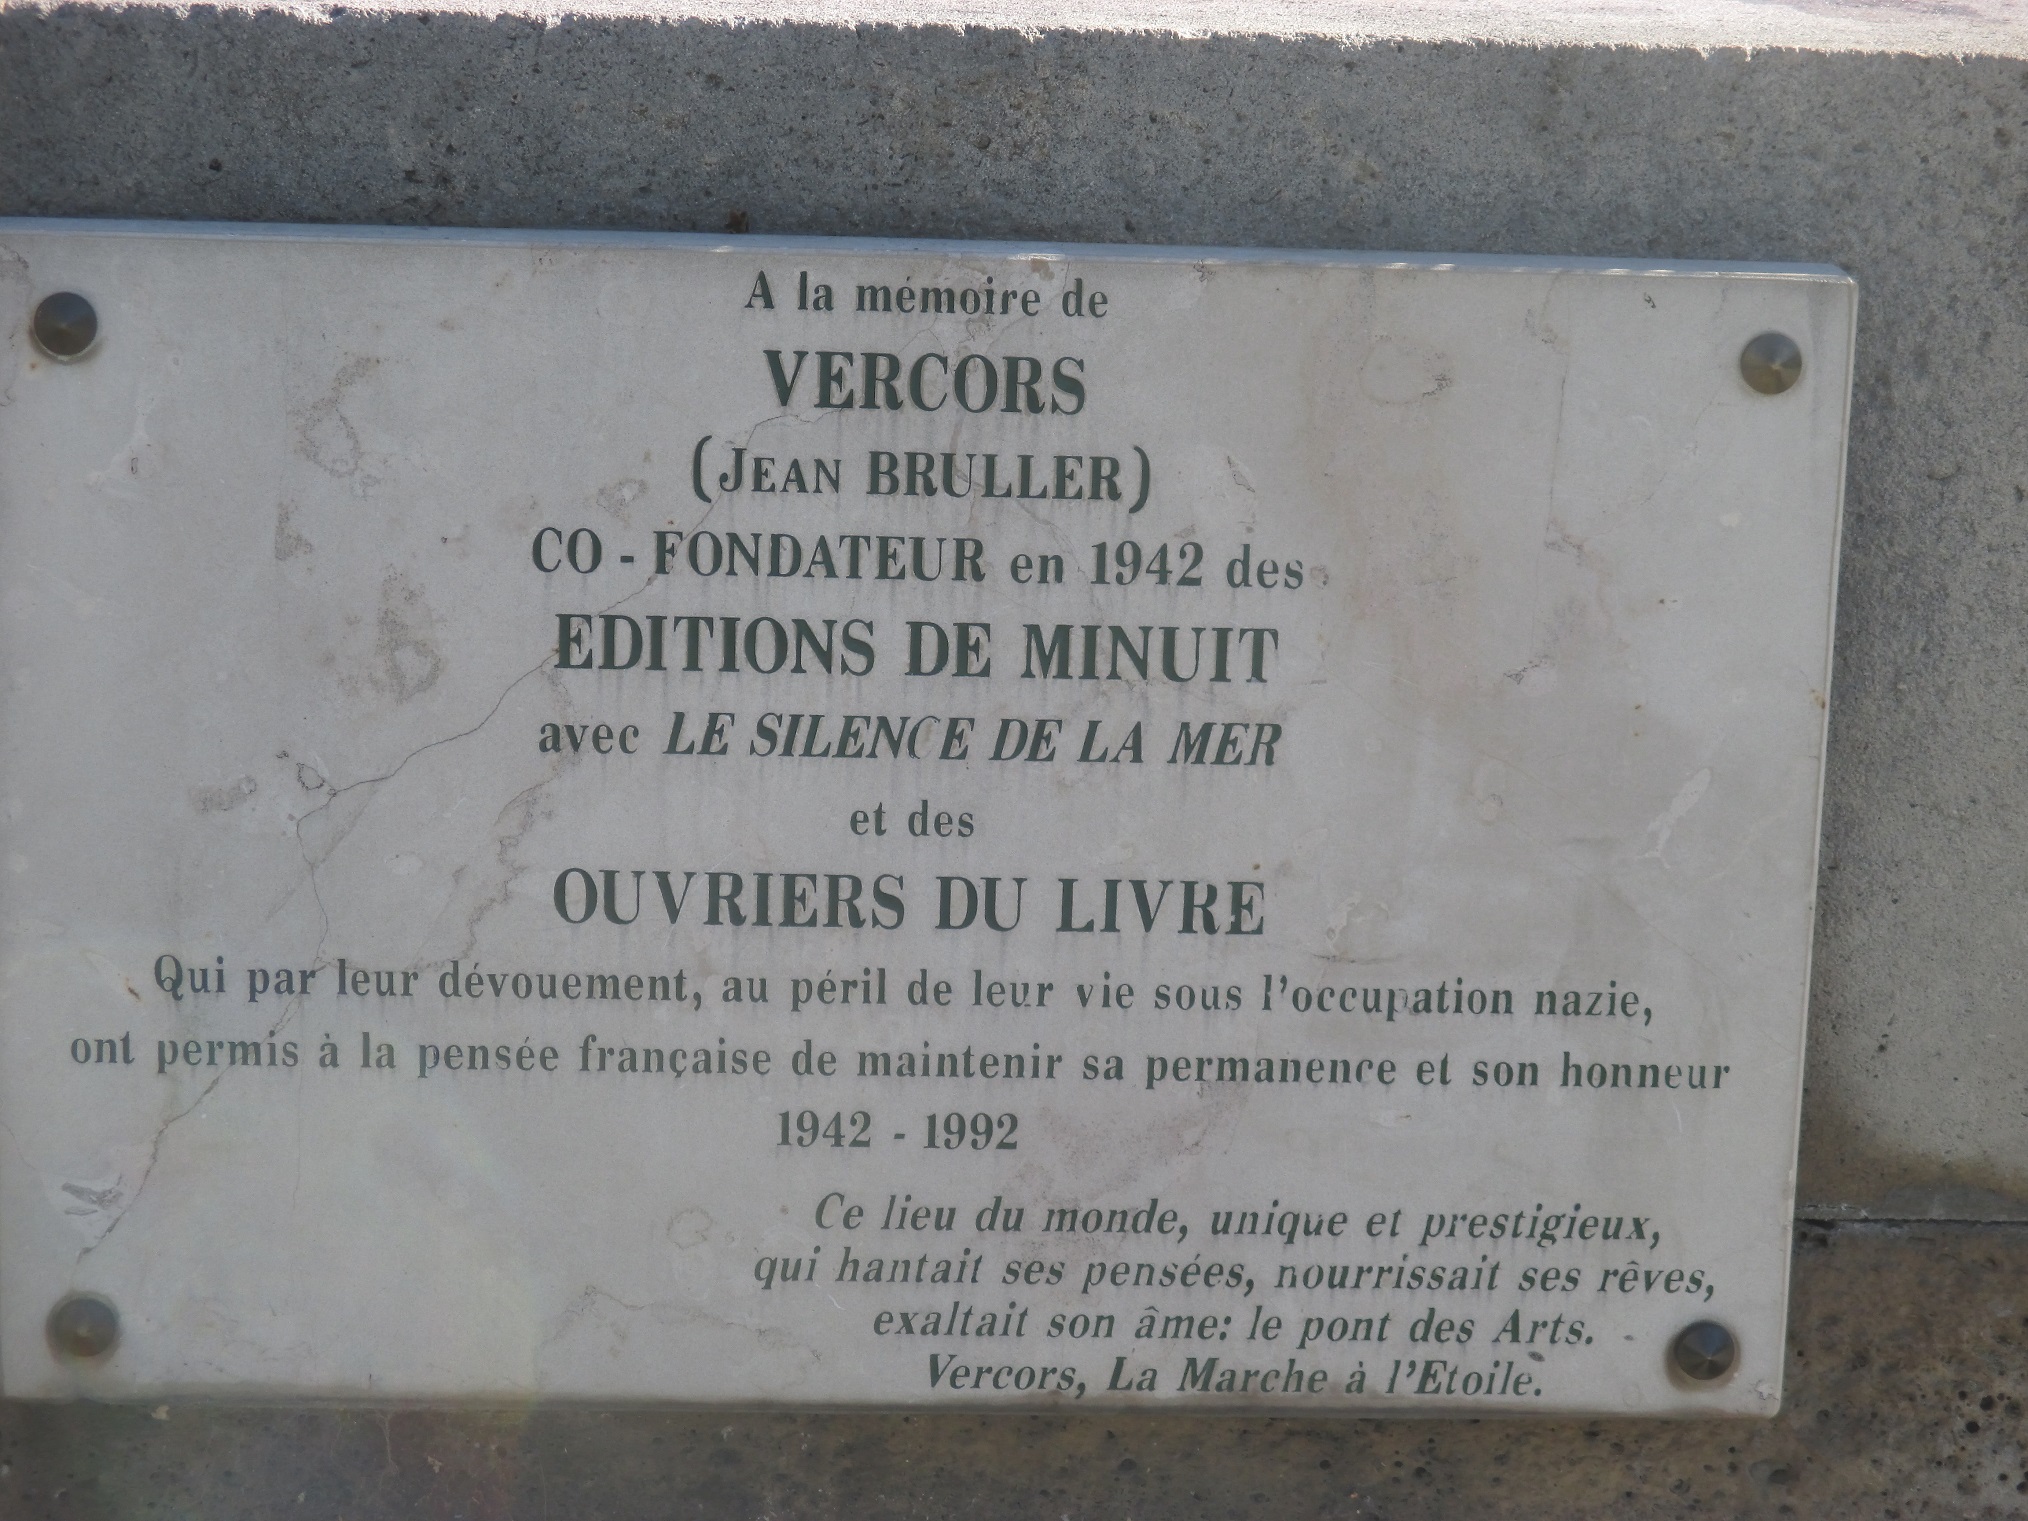 A la mémoire de
VERCORS
(JEAN BRULLER)
CO - FONDATEUR en 1942 des
EDITIONS DE MINUIT
avec LE SILENCE DE LA MER
et des
OUVRIERS DU LIVRE
Qui par leur dévouement, au péril de leur vie sous l'occupation nazie,
ont permis à la pensée française de maintenir sa permanence et son honneur
1942 - 1992
Ce lieu du monde, unique et prestigieux,
qui hantait ses pensées, nourrissait ses rêves,
exaltait son âme: le pont des Arts.
Vercors, La Marche à l'Etoile.